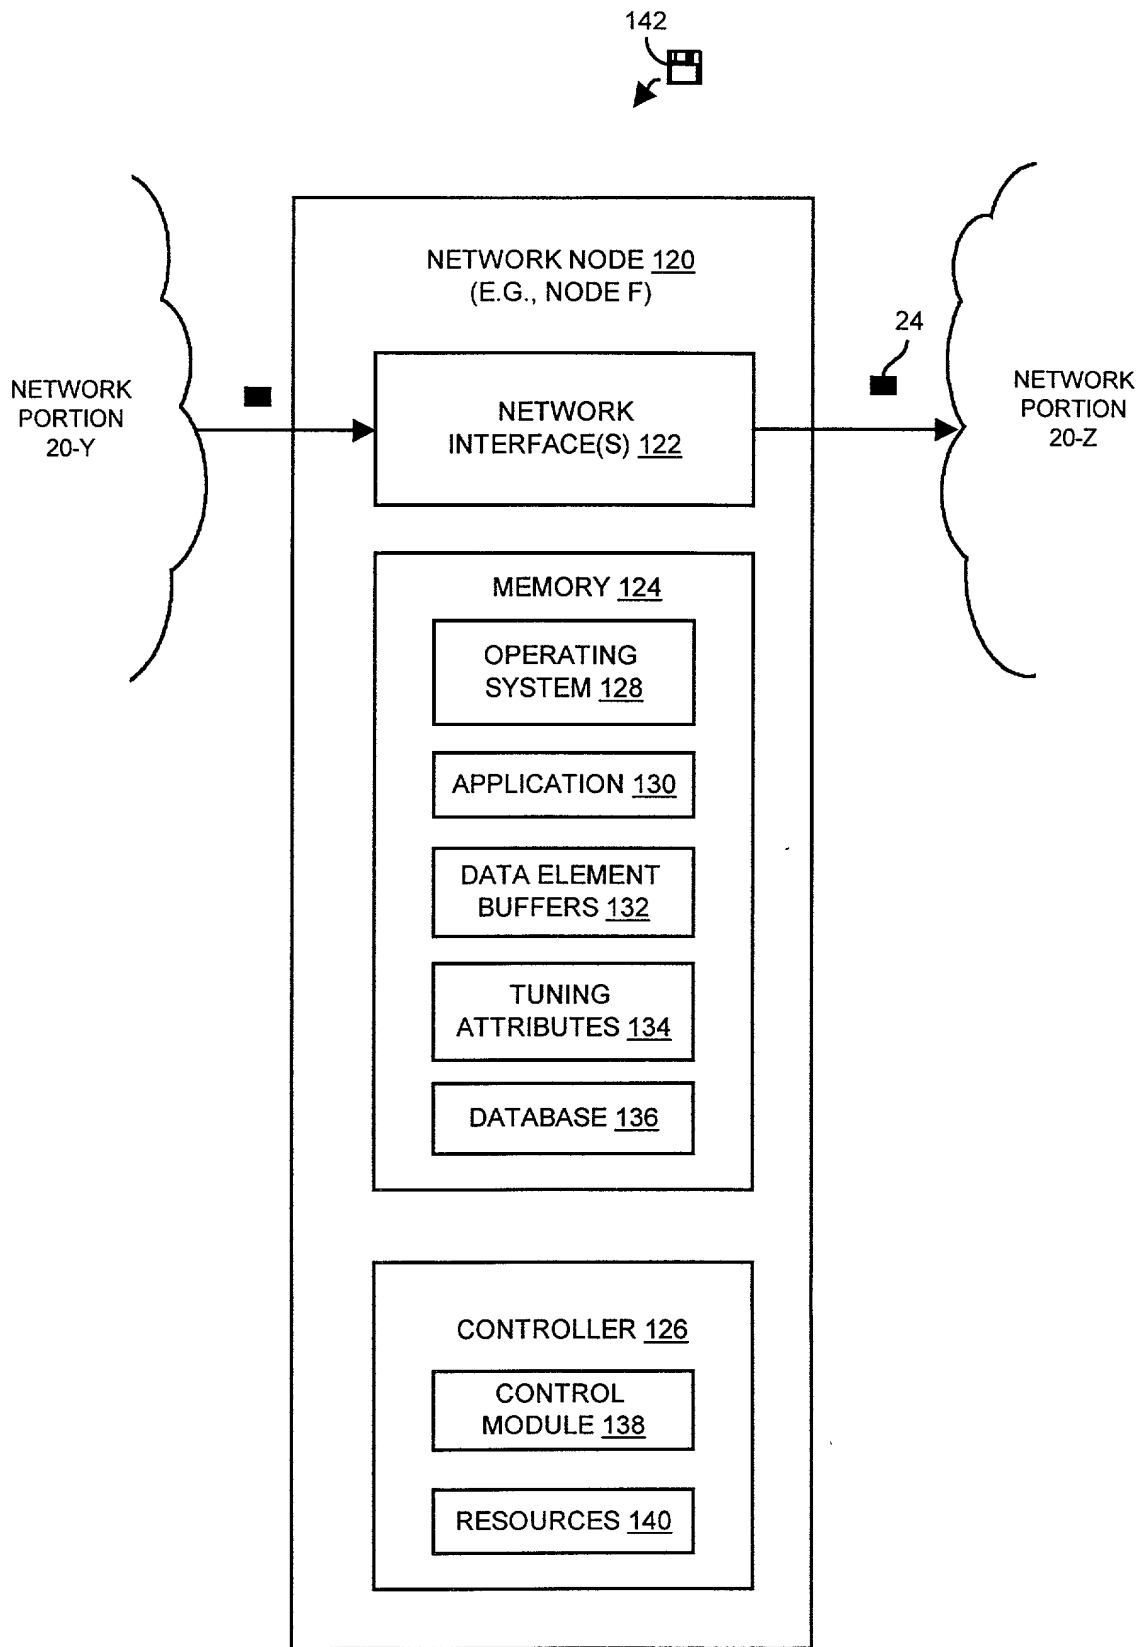 142
NETWORK NODE 120
(E.G., NODE F)
24
NETWORK
PORTION
20-Y
NETWORK
INTERFACE(S) 122
NETWORK
PORTION
20-Z
MEMORY 124
OPERATING
SYSTEM 128
APPLICATION 130
DATA ELEMENT
BUFFERS 132
TUNING
ATTRIBUTES 134
DATABASE 136
CONTROLLER 126
CONTROL
MODULE 138
RESOURCES 140